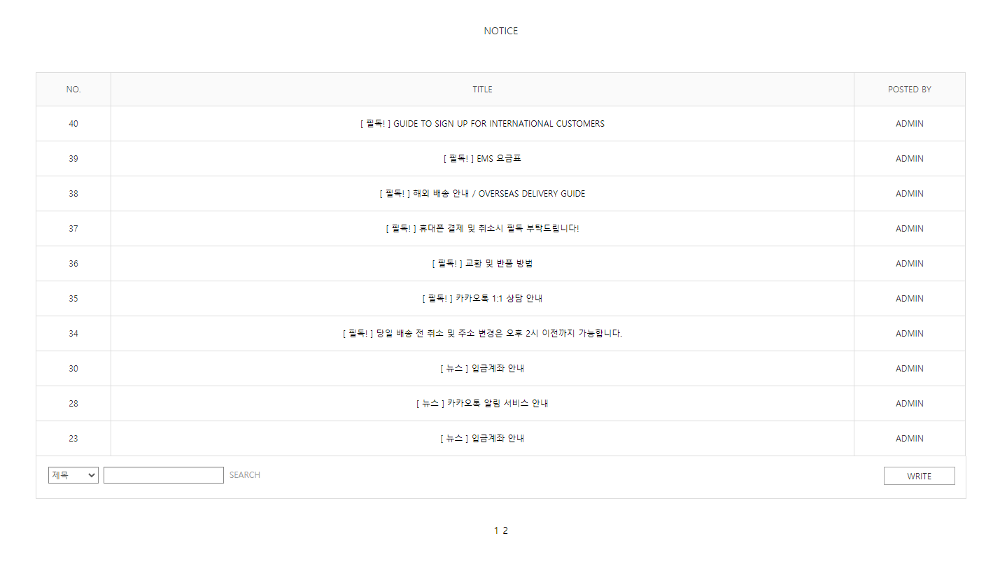 NOTICE
NO. TITLE POSTED BY
40 [ 필독! ] GUIDE TO SIGN UP FOR INTERNATIONAL CUSTOMERS ADMIN
39 [ 필독! ] EMS 요금표 ADMIN
38 [ 필독! ] 해외 배송 안내 / OVERSEAS DELIVERY GUIDE ADMIN
37 [ 필독! ] 휴대폰 결제 및 취소시 필독 부탁드립니다! ADMIN
36 [ 필독! ] 교환 및 반품 방법 ADMIN
35 [ 필독! ] 카카오톡 1:1 상담 안내 ADMIN
34 [ 필독! ] 당일 배송 전 취소 및 주소 변경은 오후 2시 이전까지 가능합니다. ADMIN
30 [ 뉴스 ] 입금계좌 안내 ADMIN
28 [ 뉴스 ] 카카오톡 알림 서비스 안내 ADMIN
23 [ 뉴스 ] 입금계좌 안내 ADMIN
제목 SEARCH WRITE
1 2